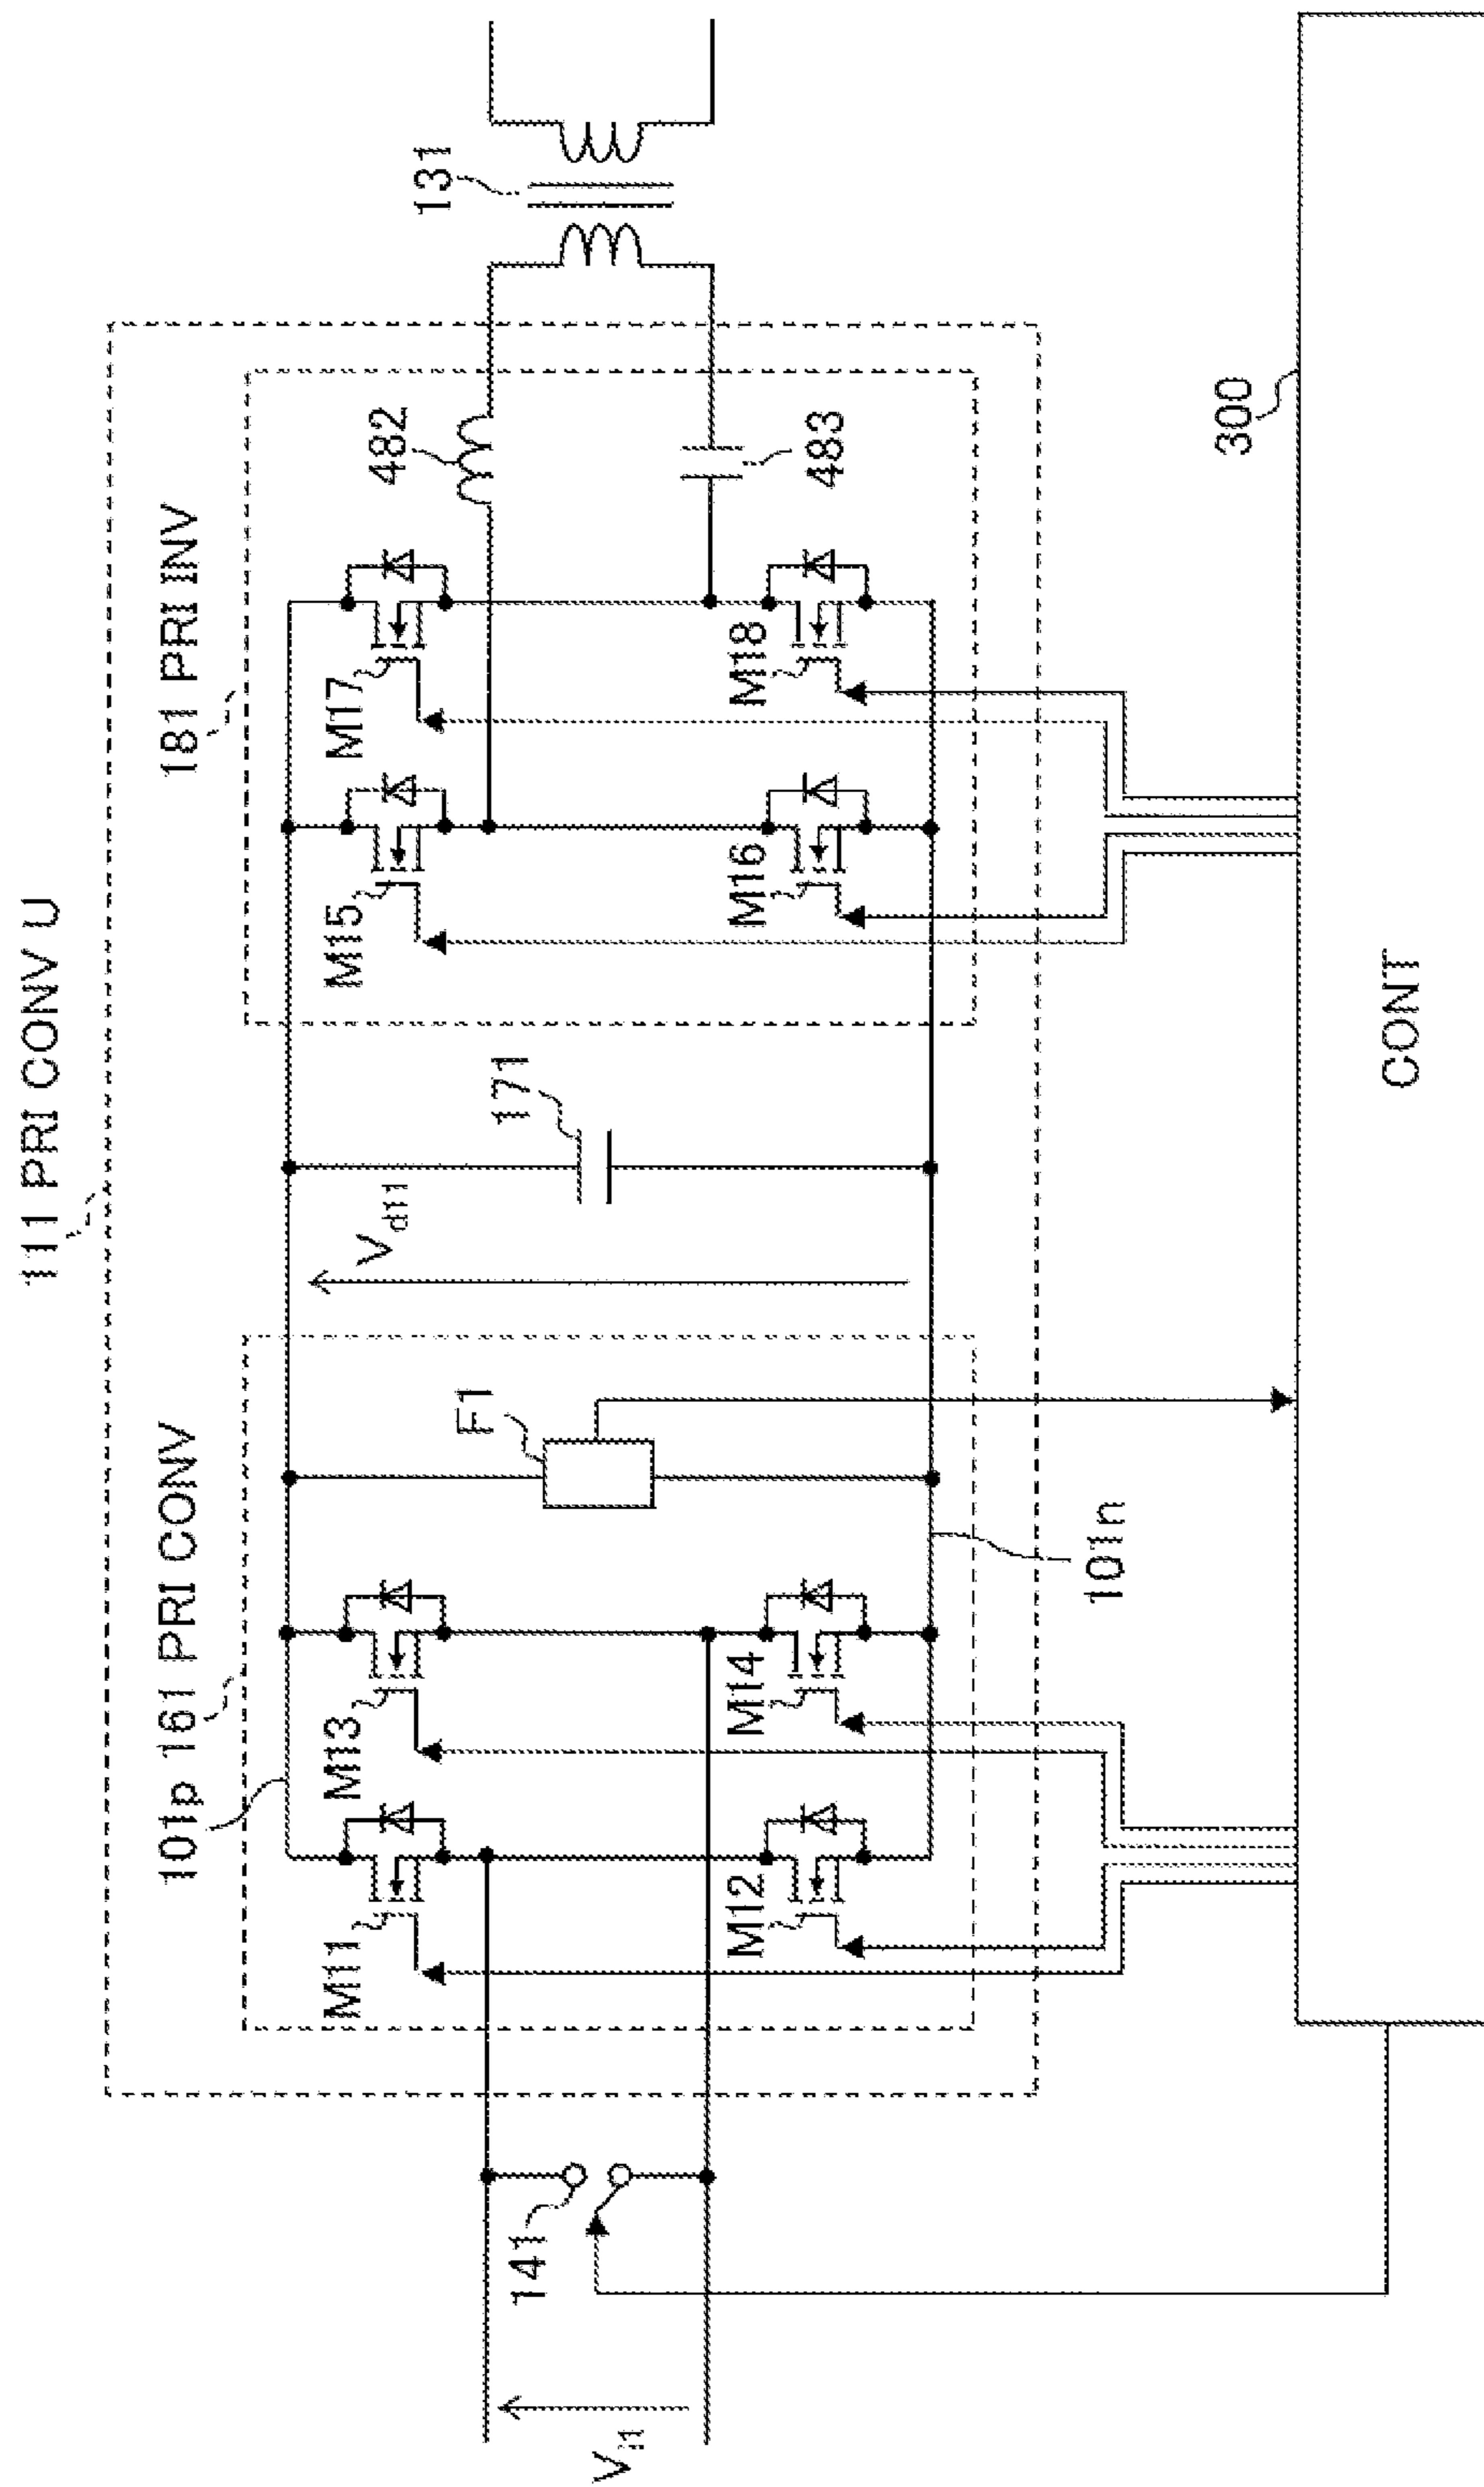 111 PRI CONV U
101p 161 PRI CONV
181 PRI INV
M11
M13
F1
Vd11
171
M15
M17
482
131
141
Vi1
M12
M14
101n
M16
M18
483
300
CONT